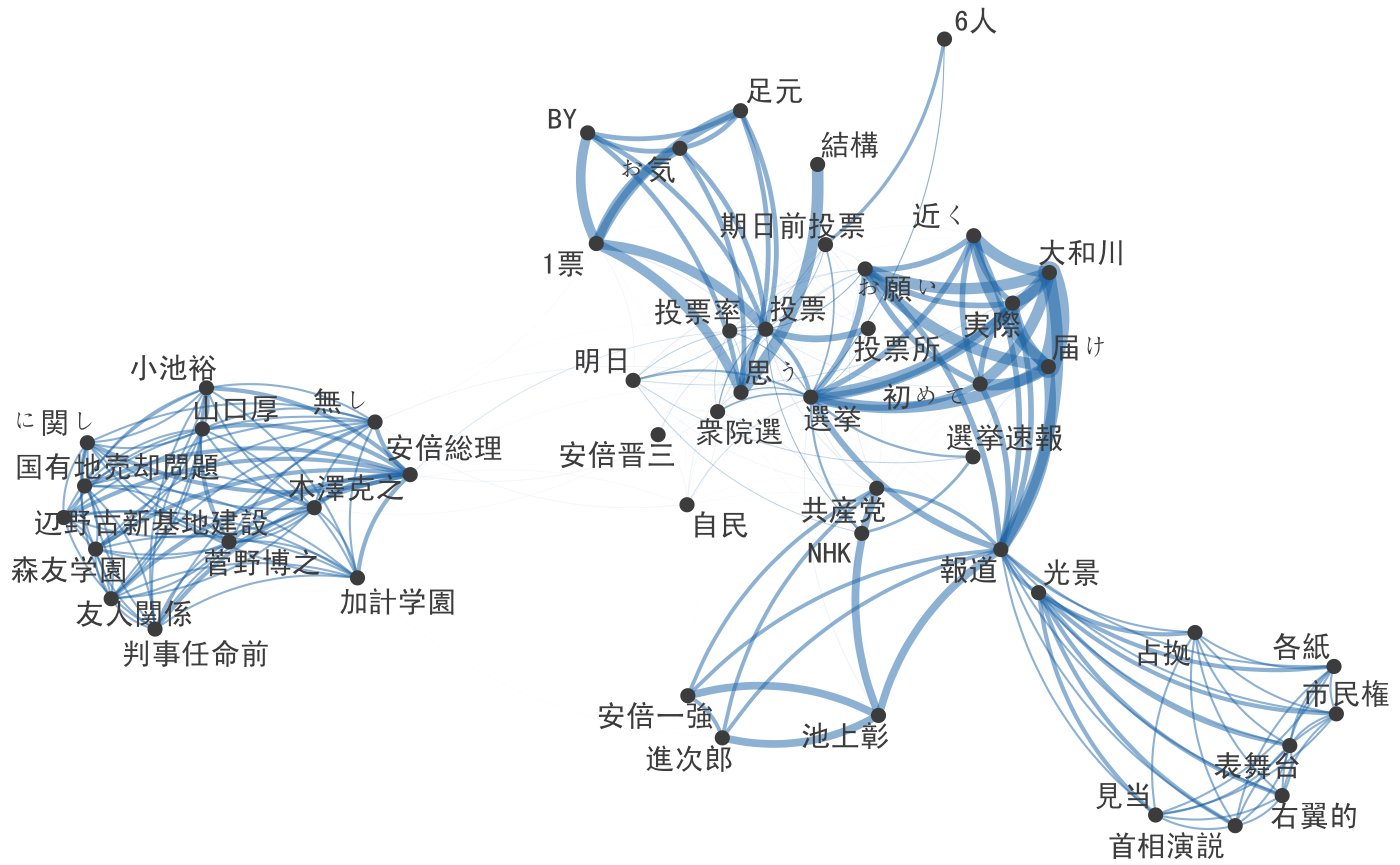 6人
足元
BY
結構
お気
近く
期日前投票
大和川
1票
お願い
投票率
投票
実際
投票所
届け
明日
思う
小池裕
初めて
無し
山口厚
選挙
に関し
衆院選
選挙速報
安倍総理
安倍晋三
国有地売却問題
木澤克之
共産党
辺野古新基地建設
自民
NHK
菅野博之
森友学園
報道
光景
加計学園
友人関係
各紙
占拠
判事任命前
市民権
安倍一強
池上彰
進次郎
表舞台
見当
右翼的
首相演説